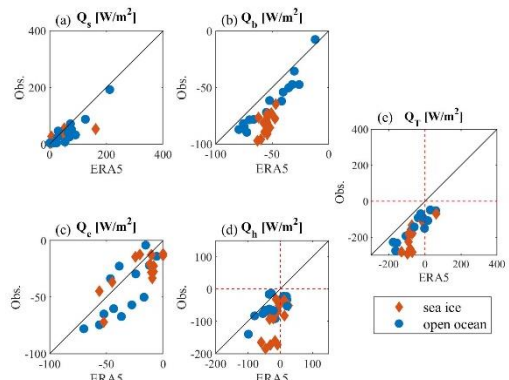 (a) Qs [W/m2]
400
200
0
Obs.
0 200 400
ERA5
(b) Qb [W/m2]
0
-50
-100
Obs.
-100 -50 0
ERA5
(e) QT [W/m2]
400
200
0
-200
Obs.
-200 0 200 400
ERA5
(c) Qe [W/m2]
0
-50
-100
Obs.
-100 -50 0
ERA5
(d) Qh [W/m2]
100
0
-100
-200
Obs.
-200 -100 0 100
ERA5
sea ice
open ocean